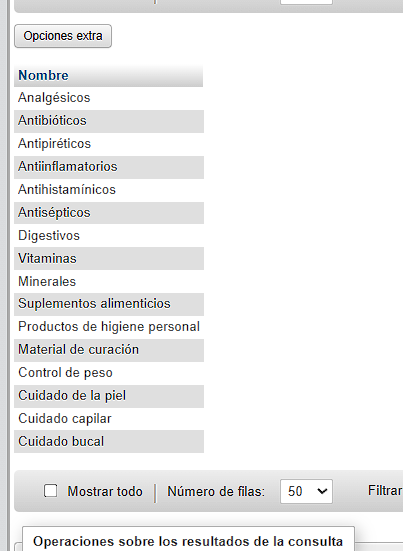 Opciones extra
Nombre
Analgésicos
Antibióticos
Antipiréticos
Antiinflamatorios
Antihistamínicos
Antisépticos
Digestivos
Vitaminas
Minerales
Suplementos alimenticios
Productos de higiene personal
Material de curación
Control de peso
Cuidado de la piel
Cuidado capilar
Cuidado bucal
Mostrar todo Número de filas: 50 Filtrar
Operaciones sobre los resultados de la consulta